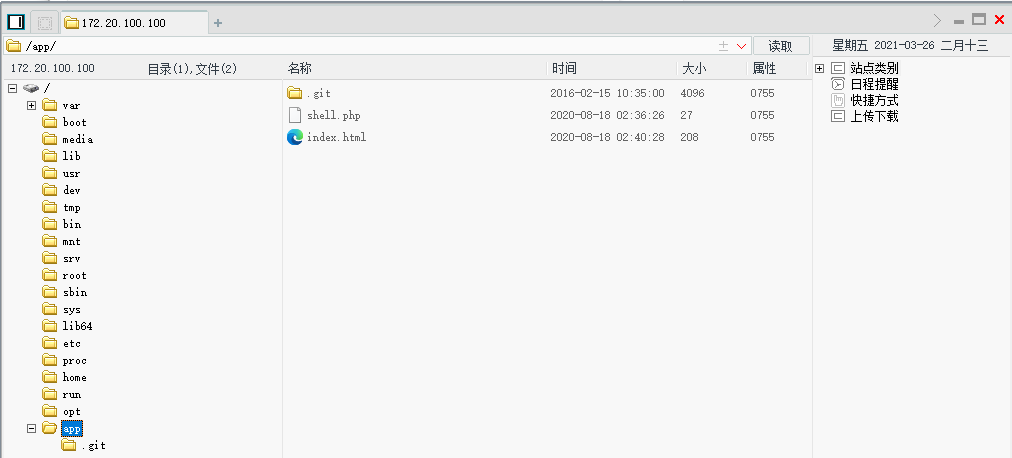 172.20.100.100
/app/ 读取 星期五 2021-03-26 二月十三
172.20.100.100 目录(1),文件(2) 名称 时间 大小 属性
/
var
boot
media
lib
usr
dev
tmp
bin
mnt
srv
root
sbin
sys
lib64
etc
proc
home
run
opt
app
.git
.git 2016-02-15 10:35:00 4096 0755
shell.php 2020-08-18 02:36:26 27 0755
index.html 2020-08-18 02:40:28 208 0755
站点类别
日程提醒
快捷方式
上传下载